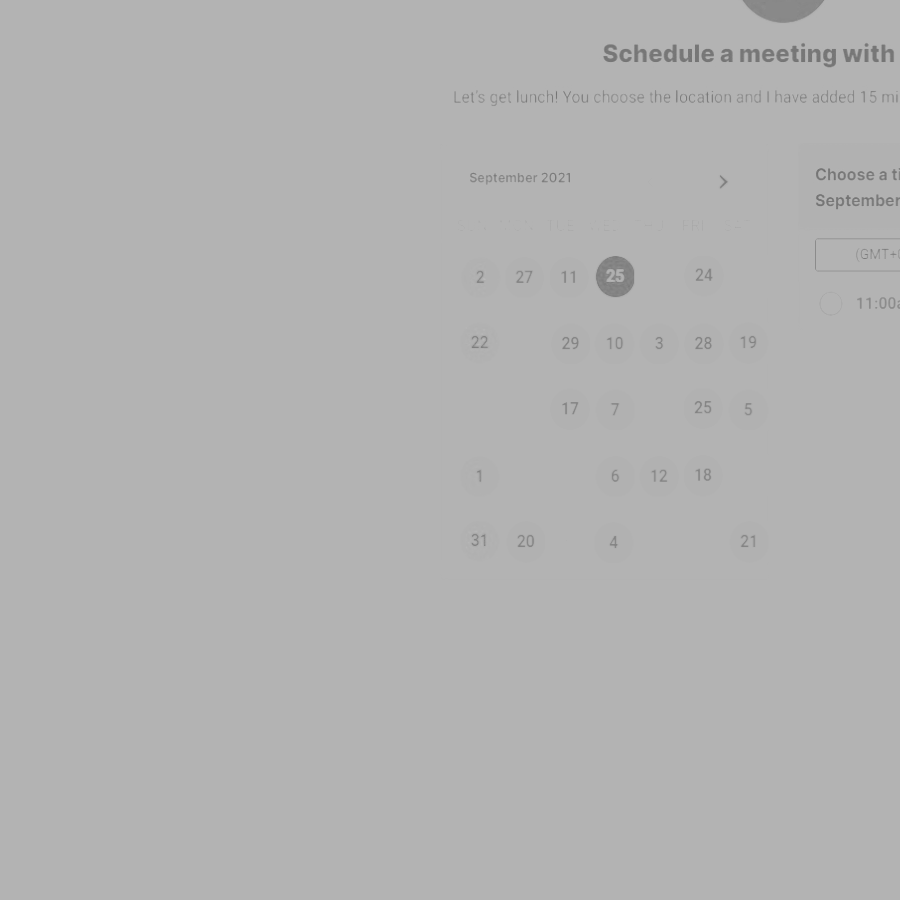 Schedule a meeting with
Let's get lunch! You choose the location and I have added 15
September 2021
Choose a
September
(GMT+
2 27 11 25 24
11:00
22 29 10 3 28 19
17 7 25 5
1 6 12 18
31 20 4 21